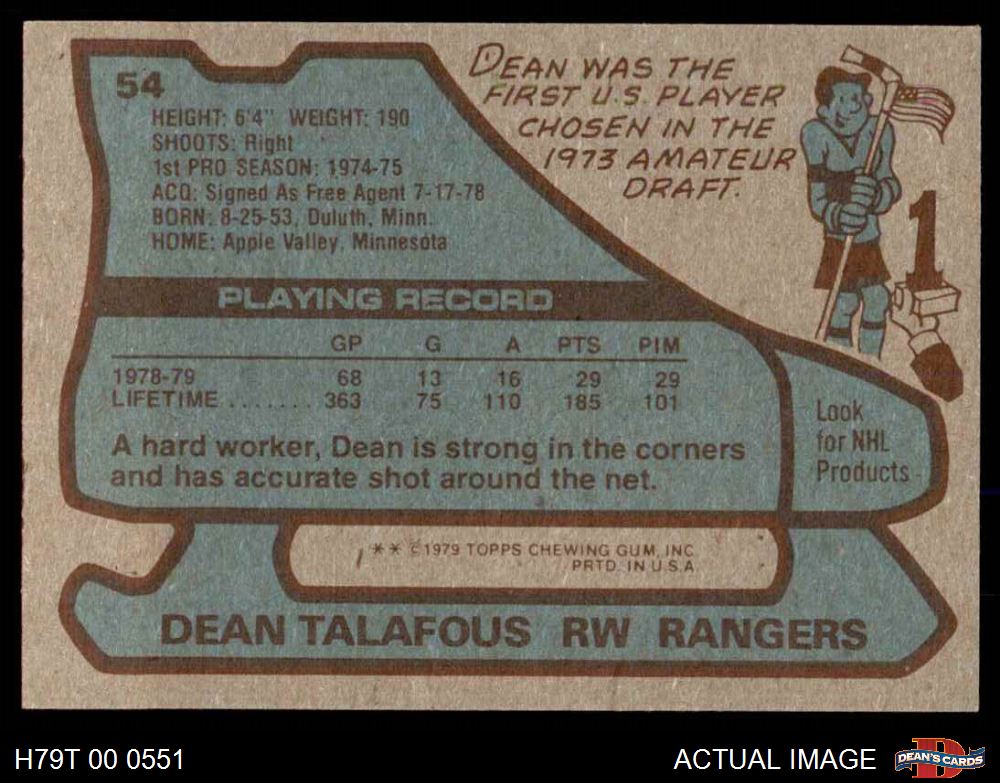 54
HEIGHT: 6'4" WEIGHT: 190
SHOOTS: Right
1st PRO SEASON: 1974-75
ACQ: Signed As Free Agent 7-17-78
BORN: 8-25-53, Duluth, Minn.
HOME: Apple Valley, Minnesota
DEAN WAS THE
FIRST U.S. PLAYER
CHOSEN IN THE
1973 AMATEUR
DRAFT.
1
PLAYING RECORD
GP G A PTS PIM
1978-79 68 13 16 29 29
LIFETIME ....... 363 75 110 185 101
A hard worker, Dean is strong in the corners
and has accurate shot around the net.
Look
for NHL
Products
** ©1979 TOPPS CHEWING GUM, INC.
PRTD. IN U.S.A.
DEAN TALAFOUS RW RANGERS
H79T 00 0551
ACTUAL IMAGE
D
DEAN'S CARDS